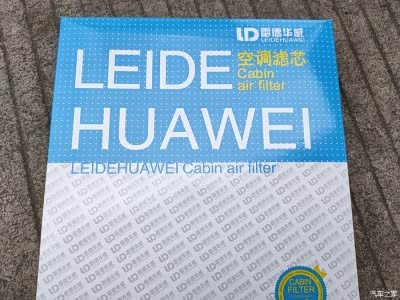 LD 雷德华威
LEIDEHUAWEI
LEIDE
空调滤芯
Cabin
air filter
HUAWEI
LEIDEHUAWEI Cabin air filter
CABIN
FILTER
汽车之家